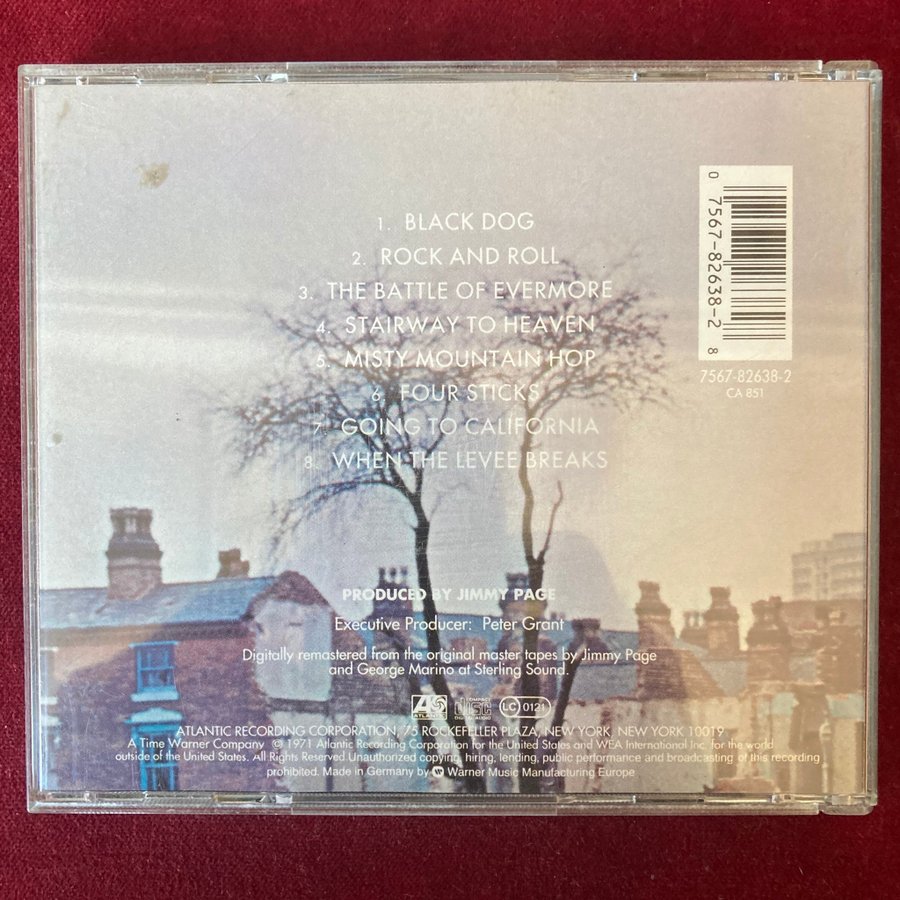 1. BLACK DOG
2. ROCK AND ROLL
3. THE BATTLE OF EVERMORE
4. STAIRWAY TO HEAVEN
5. MISTY MOUNTAIN HOP
6. FOUR STICKS
7. GOING TO CALIFORNIA
8. WHEN THE LEVEE BREAKS
0 7567-82638-2 8
7567-82638-2
CA 851
PRODUCED BY JIMMY PAGE
Executive Producer: Peter Grant
Digitally remastered from the original master tapes by Jimmy Page
and George Marino at Sterling Sound.
ATLANTIC
COMPACT
disc
DIGITAL AUDIO
LC 0121
ATLANTIC RECORDING CORPORATION, 75 ROCKEFELLER PLAZA, NEW YORK, NEW YORK 10019
A Time Warner Company © 1971 Atlantic Recording Corporation for the United States and WEA International Inc. for the world
outside of the United States. All Rights Reserved. Unauthorized copying, hiring, lending, public performance and broadcasting of this recording
prohibited. Made in Germany by Warner Music Manufacturing Europe